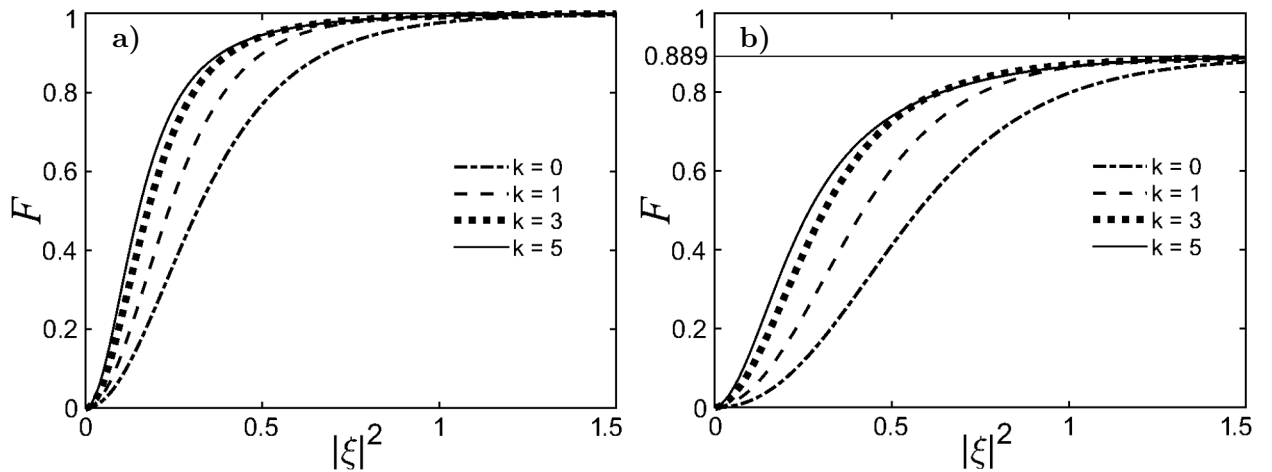 a)
1
0.8
0.6
0.4
0.2
0
F
k = 0
k = 1
k = 3
k = 5
0
0.5
1
1.5
|ξ|²
b)
1
0.889
0.8
0.6
0.4
0.2
0
F
k = 0
k = 1
k = 3
k = 5
0
0.5
1
1.5
|ξ|²